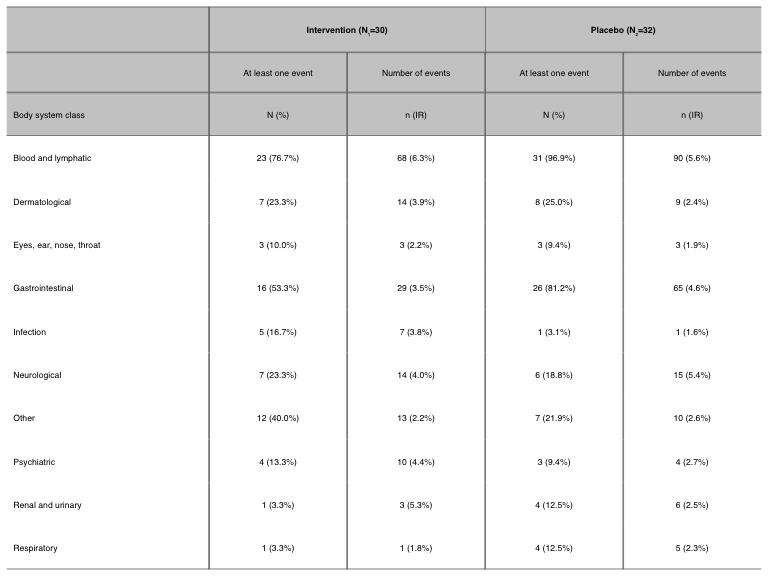 Intervention (N₁=30) Placebo (N₂=32)
At least one event Number of events At least one event Number of events
Body system class N (%) n (IR) N (%) n (IR)
Blood and lymphatic 23 (76.7%) 68 (6.3%) 31 (96.9%) 90 (5.6%)
Dermatological 7 (23.3%) 14 (3.9%) 8 (25.0%) 9 (2.4%)
Eyes, ear, nose, throat 3 (10.0%) 3 (2.2%) 3 (9.4%) 3 (1.9%)
Gastrointestinal 16 (53.3%) 29 (3.5%) 26 (81.2%) 65 (4.6%)
Infection 5 (16.7%) 7 (3.8%) 1 (3.1%) 1 (1.6%)
Neurological 7 (23.3%) 14 (4.0%) 6 (18.8%) 15 (5.4%)
Other 12 (40.0%) 13 (2.2%) 7 (21.9%) 10 (2.6%)
Psychiatric 4 (13.3%) 10 (4.4%) 3 (9.4%) 4 (2.7%)
Renal and urinary 1 (3.3%) 3 (5.3%) 4 (12.5%) 6 (2.5%)
Respiratory 1 (3.3%) 1 (1.8%) 4 (12.5%) 5 (2.3%)